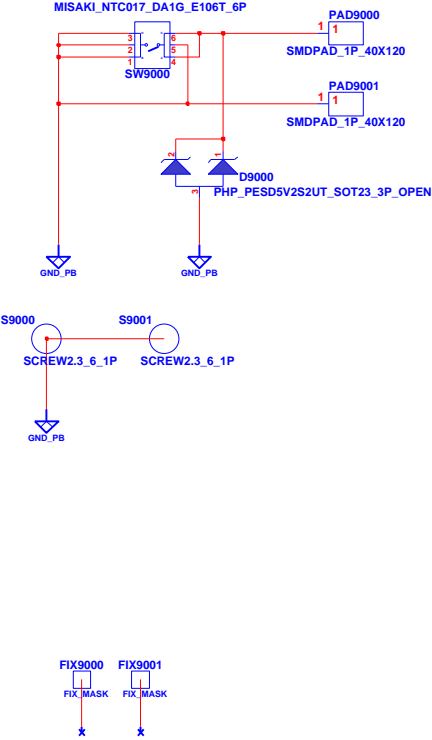 MISAKI_NTC017_DA1G_E106T_6P
PAD9000
1 1
SMDPAD_1P_40X120
3 6
2 5
1 4
SW9000
PAD9001
1 1
SMDPAD_1P_40X120
2 1
D9000
3
PHP_PESD5V2S2UT_SOT23_3P_OPEN
GND_PB
GND_PB
S9000
S9001
SCREW2.3_6_1P
SCREW2.3_6_1P
GND_PB
FIX9000
FIX9001
FIX_MASK
FIX_MASK